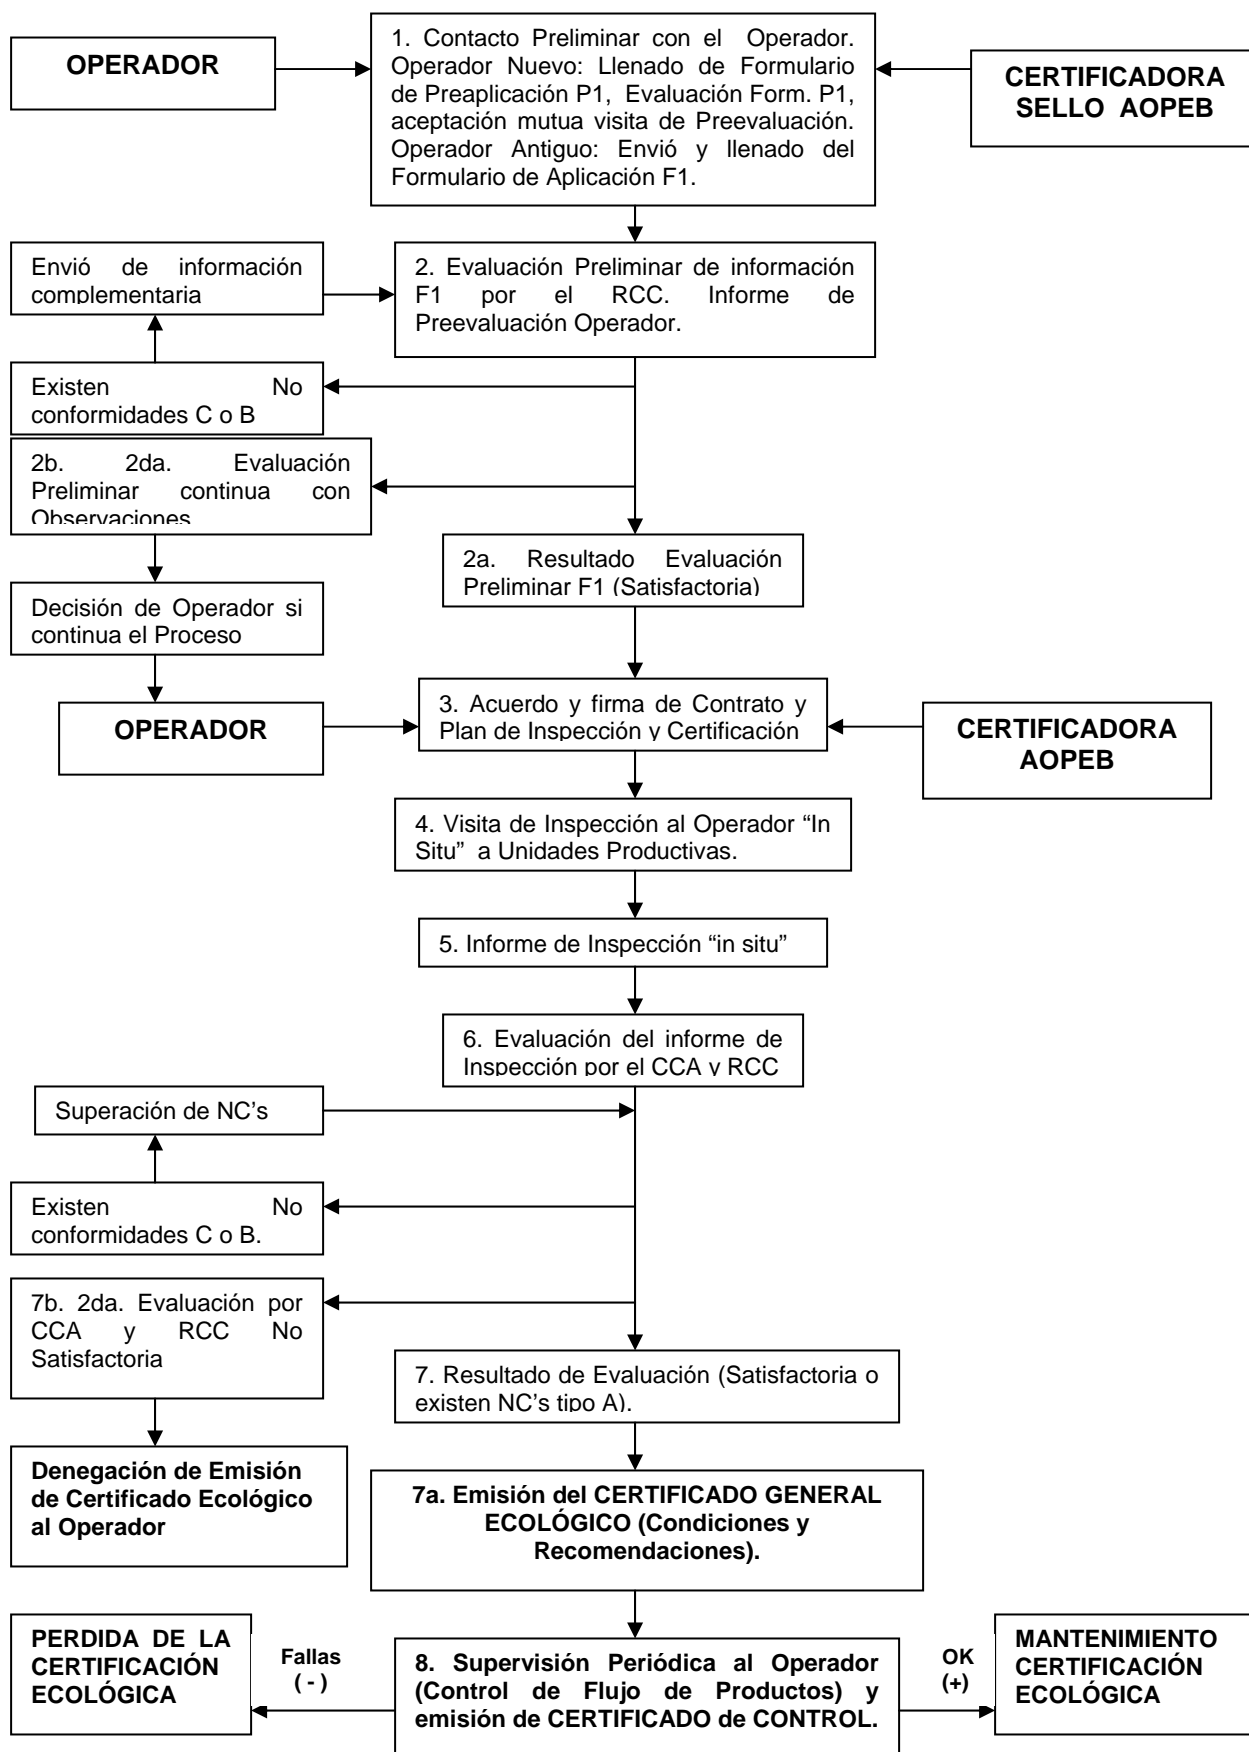 OPERADOR
1. Contacto Preliminar con el Operador.
Operador Nuevo: Llenado de Formulario
de Preaplicación P1, Evaluación Form. P1,
aceptación mutua visita de Preevaluación.
Operador Antiguo: Envió y llenado del
Formulario de Aplicación F1.
CERTIFICADORA
SELLO AOPEB
Envió de información
complementaria
2. Evaluación Preliminar de información
F1 por el RCC. Informe de
Preevaluación Operador.
Existen No
conformidades C o B
2b. 2da. Evaluación
Preliminar continua con
Observaciones
2a. Resultado Evaluación
Preliminar F1 (Satisfactoria)
Decisión de Operador si
continua el Proceso
OPERADOR
3. Acuerdo y firma de Contrato y
Plan de Inspección y Certificación
CERTIFICADORA
AOPEB
4. Visita de Inspección al Operador “In
Situ” a Unidades Productivas.
5. Informe de Inspección “in situ”
6. Evaluación del informe de
Inspección por el CCA y RCC
Superación de NC’s
Existen No
conformidades C o B.
7b. 2da. Evaluación por
CCA y RCC No
Satisfactoria
7. Resultado de Evaluación (Satisfactoria o
existen NC’s tipo A).
Denegación de Emisión
de Certificado Ecológico
al Operador
7a. Emisión del CERTIFICADO GENERAL
ECOLÓGICO (Condiciones y
Recomendaciones).
PERDIDA DE LA
CERTIFICACIÓN
ECOLÓGICA
Fallas
( - )
8. Supervisión Periódica al Operador
(Control de Flujo de Productos) y
emisión de CERTIFICADO de CONTROL.
OK
(+)
MANTENIMIENTO
CERTIFICACIÓN
ECOLÓGICA